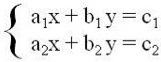 a₁x + b₁y = c₁
a₂x + b₂y = c₂